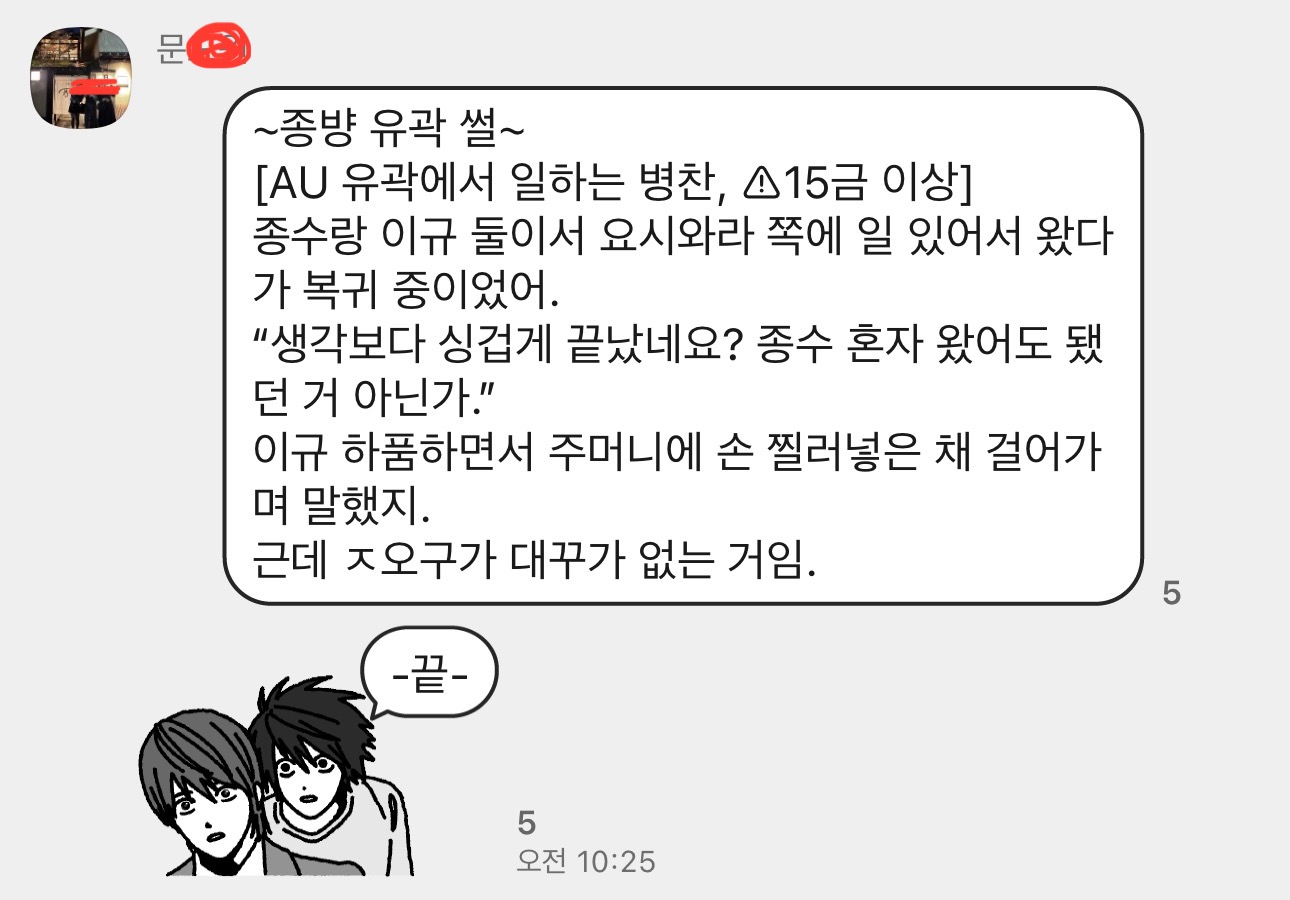 문
~종뱡 유곽 썰~
[AU 유곽에서 일하는 병찬, ⚠15금 이상]
종수랑 이규 둘이서 요시와라 쪽에 일 있어서 왔다
가 복귀 중이었어.
“생각보다 싱겁게 끝났네요? 종수 혼자 왔어도 됐
던 거 아닌가.”
이규 하품하면서 주머니에 손 찔러넣은 채 걸어가
며 말했지.
근데 ㅈ오구가 대꾸가 없는 거임.
5
-끝-
5
오전 10:25